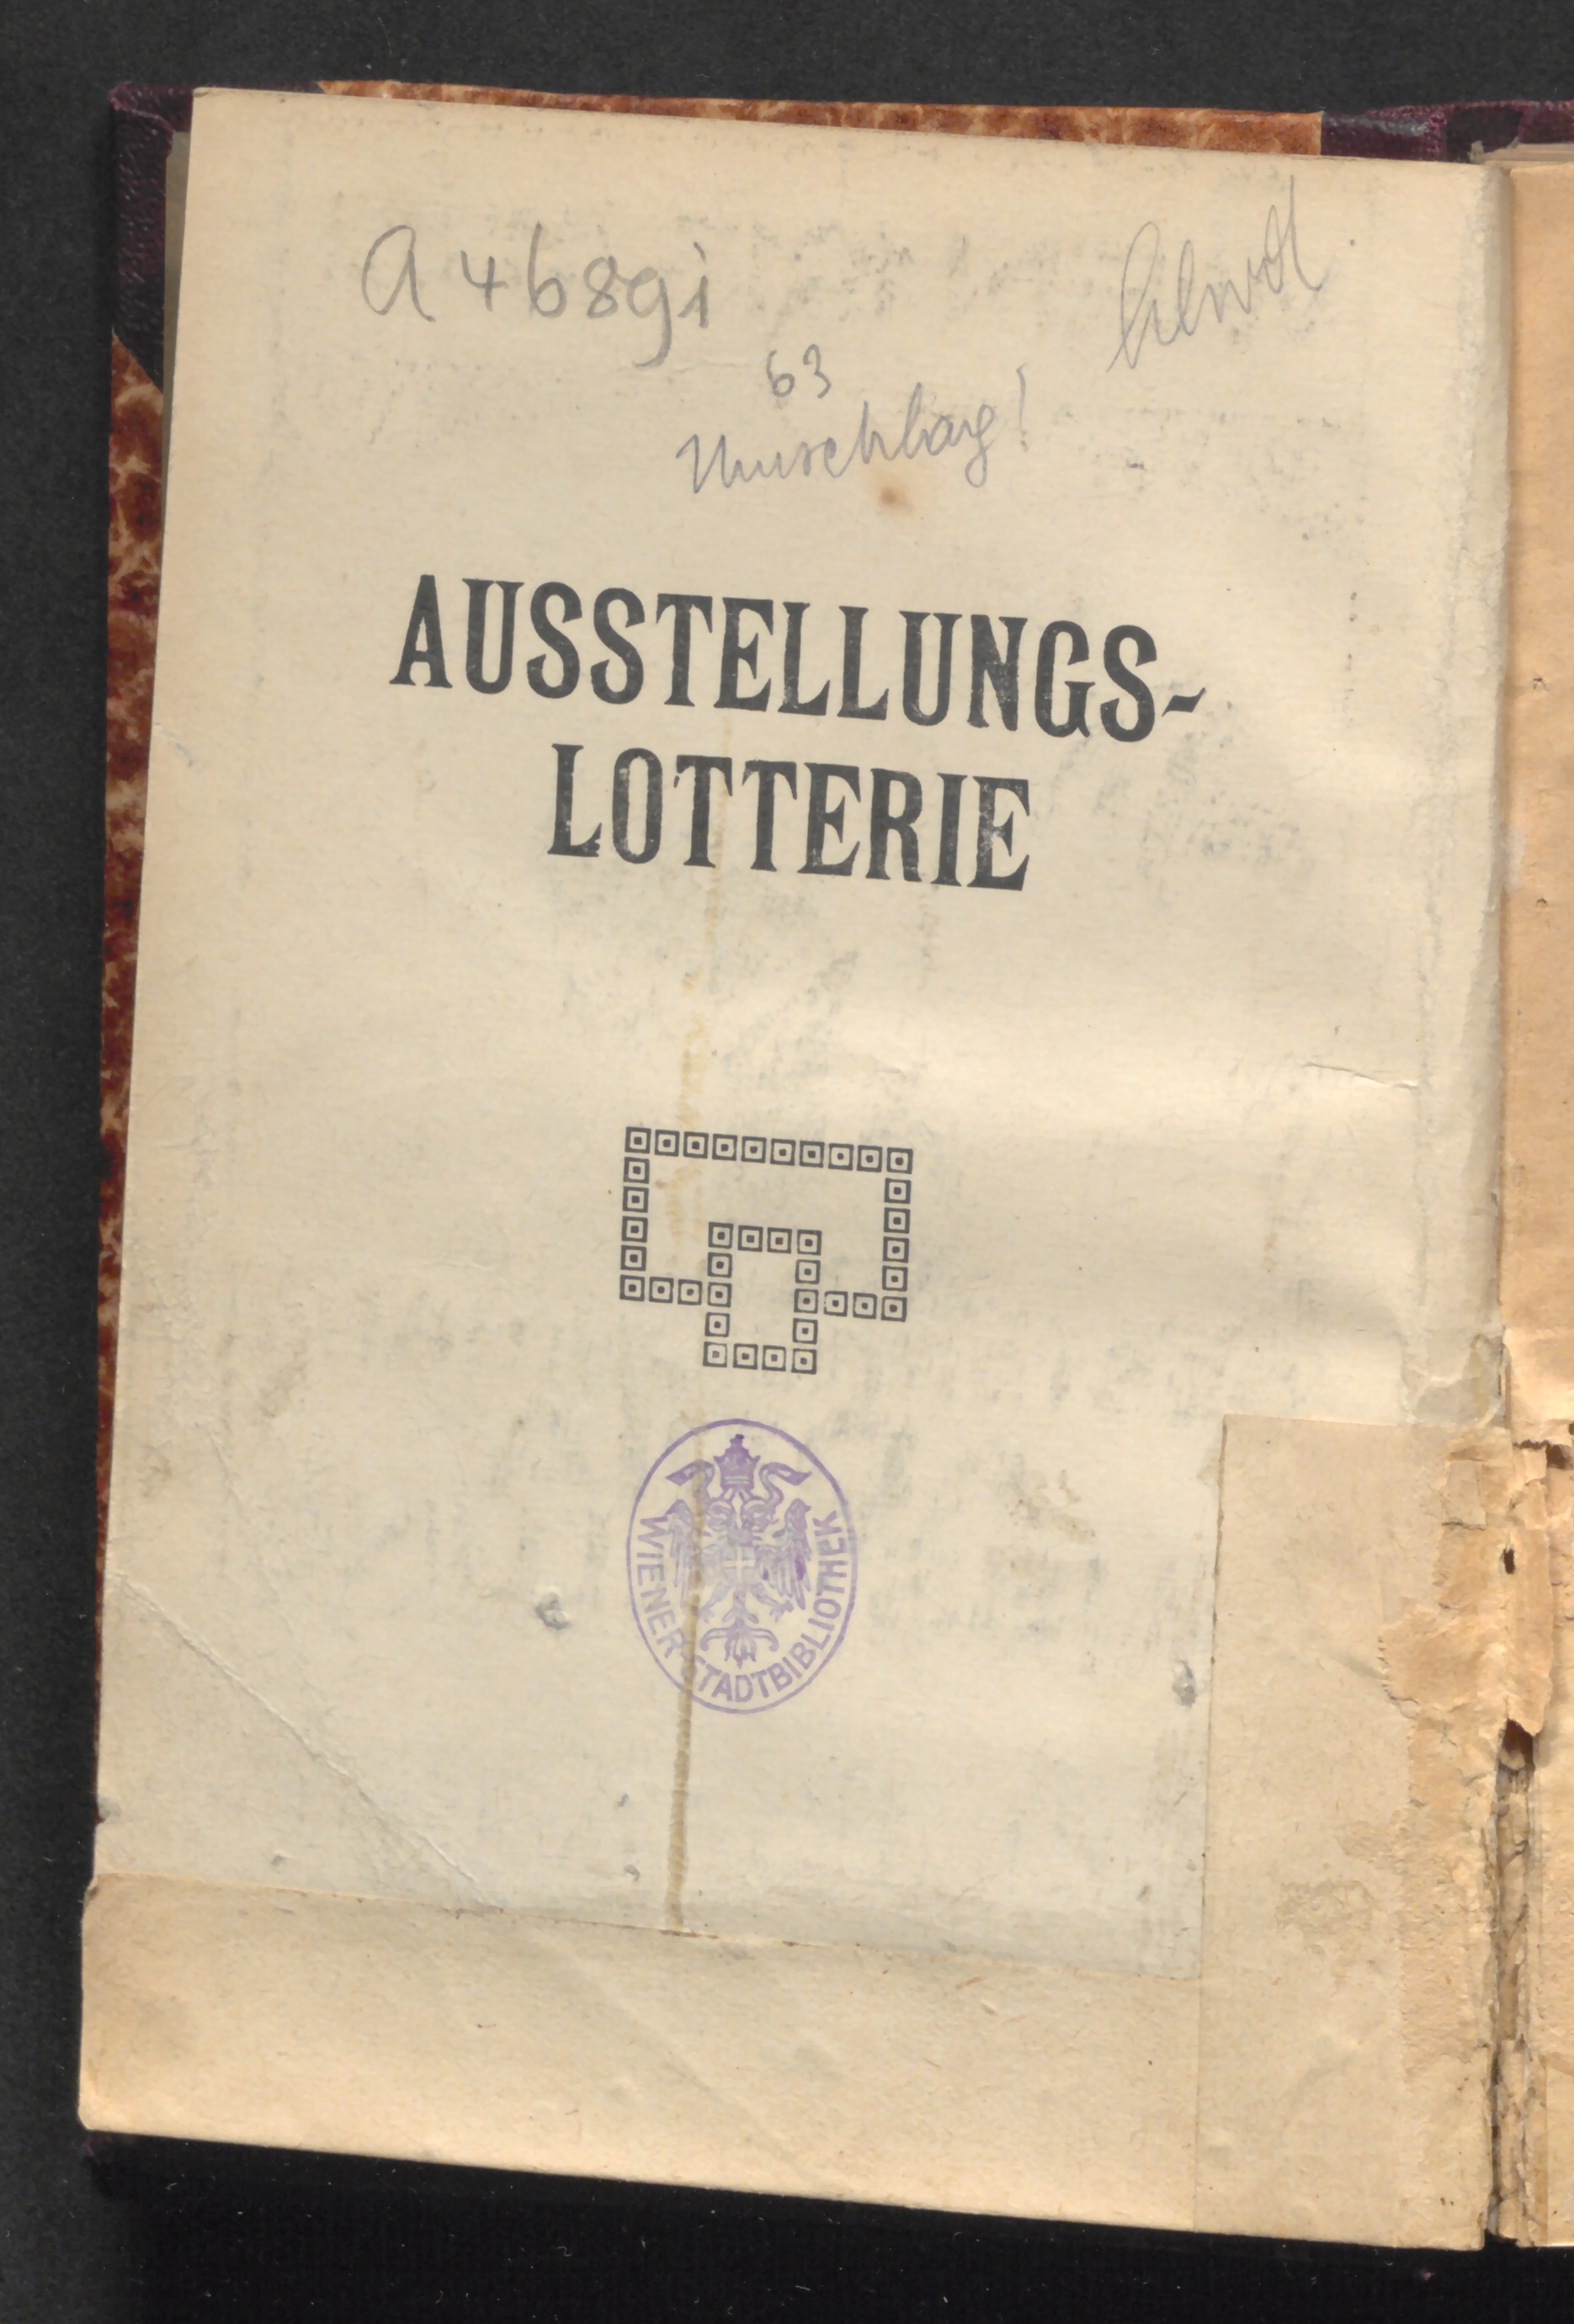 A 46891
63
Umschlag!
AUSSTELLUNGS-
LOTTERIE
WIENER STADTBIBLIOTHEK